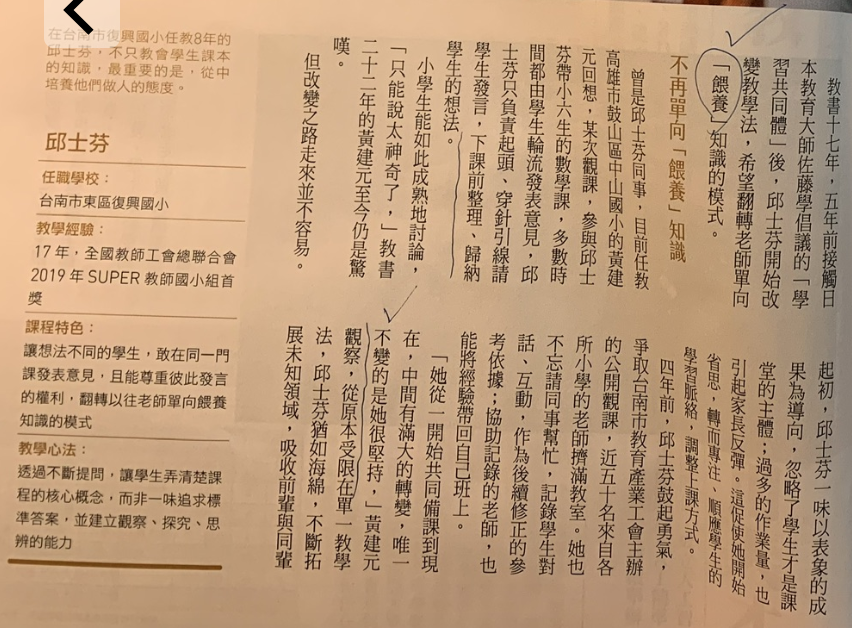 在台南市復興國小任教8年的
邱士芬，不只教會學生課本
的知識，最重要的是，從中
培養他們做人的態度。
邱士芬
任職學校：
台南市東區復興國小
教學經驗：
17 年，全國教師工會總聯合會
2019 年 SUPER 教師國小組首
獎
課程特色：
讓想法不同的學生，敢在同一門
課發表意見，且能尊重彼此發言
的權利，翻轉以往老師單向餵養
知識的模式
教學心法：
透過不斷提問，讓學生弄清楚課
程的核心概念，而非一味追求標
準答案，並建立觀察、探究、思
辨的能力
教書十七年，五年前接觸日
本教育大師佐藤學倡議的「學
習共同體」後，邱士芬開始改
變教學法，希望翻轉老師單向
「餵養」知識的模式。
不再單向「餵養」知識
曾是邱士芬同事，目前任教
高雄市鼓山區中山國小的黃建
元回想，某次觀課，參與邱士
芬帶小六生的數學課，多數時
間都由學生輪流發表意見，邱
士芬只負責起頭、穿針引線請
學生發言，下課前整理、歸納
學生的想法。
小學生能如此成熟地討論，
「只能說太神奇了，」教書
二十二年的黃建元至今仍是驚
嘆。
但改變之路走來並不容易。
起初，邱士芬一味以表象的成
果為導向，忽略了學生才是課
堂的主體；過多的作業量，也
引起家長反彈。這促使她開始
省思，轉而專注、順應學生的
學習脈絡，調整上課方式。
四年前，邱士芬鼓起勇氣，
爭取台南市教育產業工會主辦
的公開觀課，近五十名來自各
所小學的老師擠滿教室。她也
不忘請同事幫忙，記錄學生對
話、互動，作為後續修正的參
考依據；協助記錄的老師，也
能將經驗帶回自己班上。
「她從一開始共同備課到現
在，中間有滿大的轉變，唯一
不變的是她很堅持，」黃建元
觀察，從原本受限在單一教學
法，邱士芬猶如海綿，不斷拓
展未知領域，吸收前輩與同輩